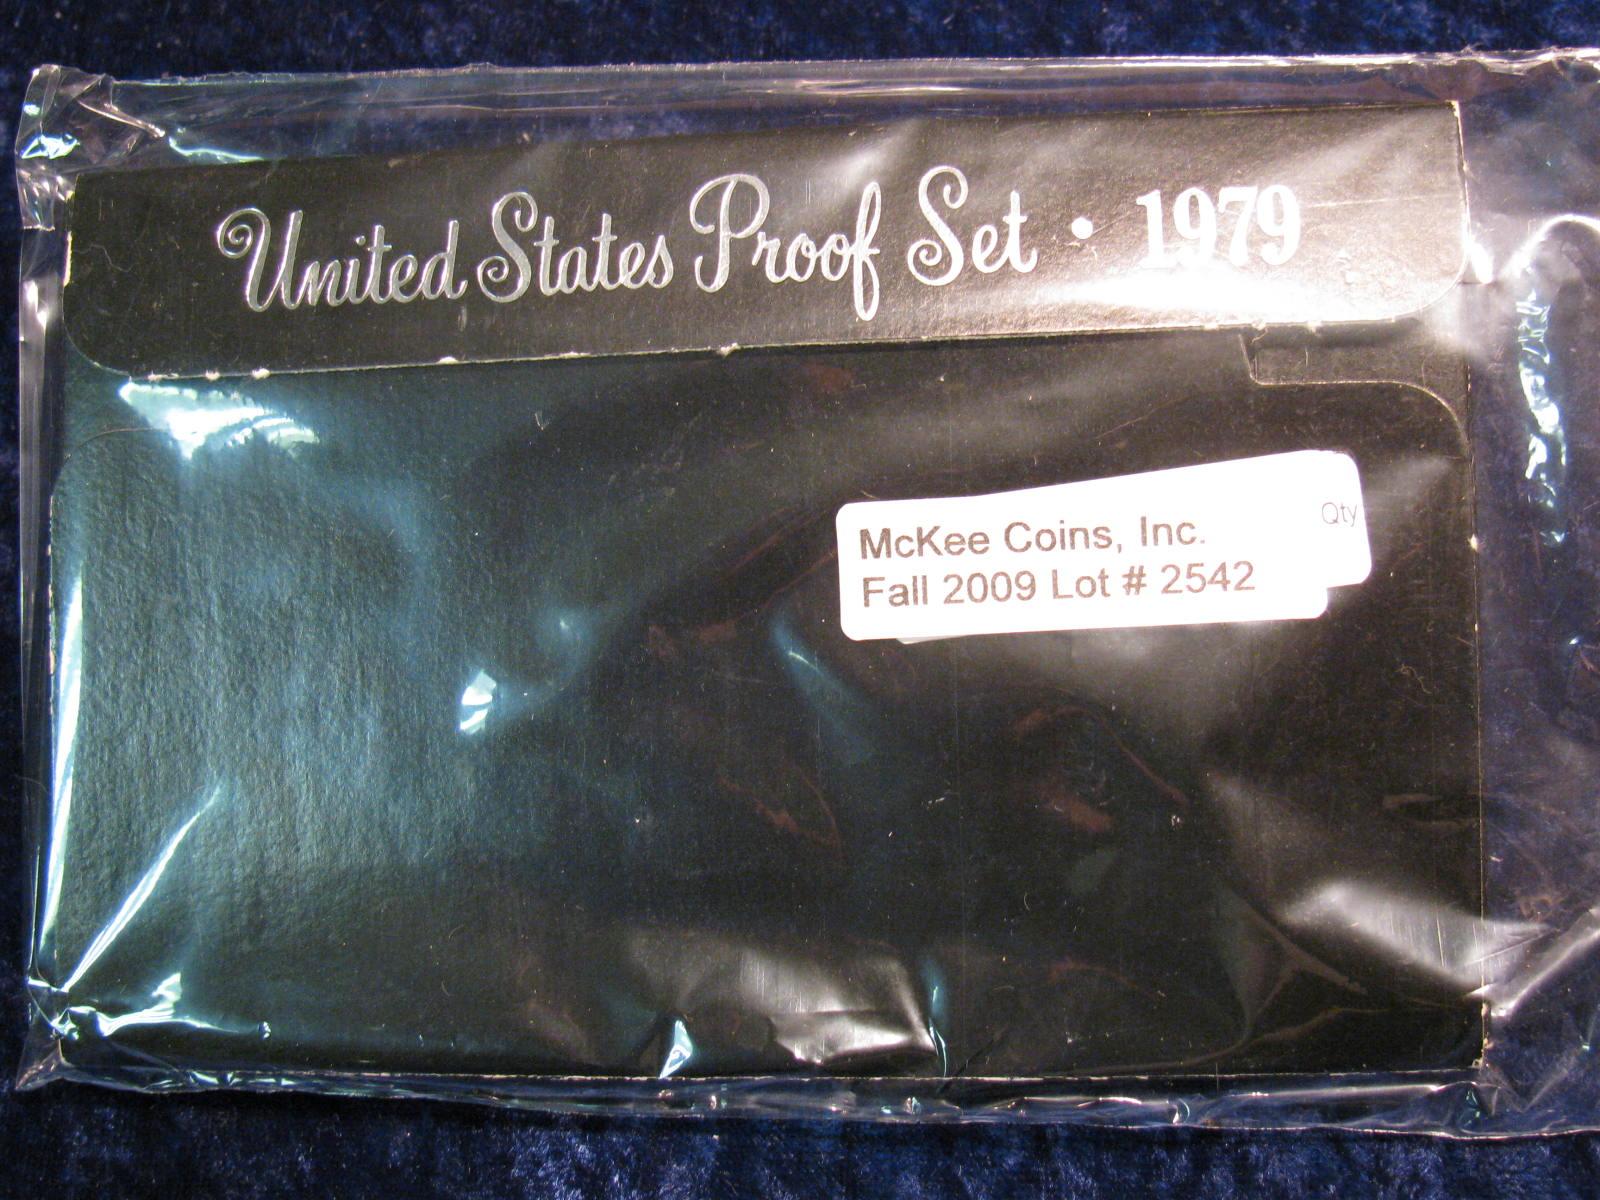 United States Proof Set • 1979
Qty
McKee Coins, Inc.
Fall 2009 Lot # 2542